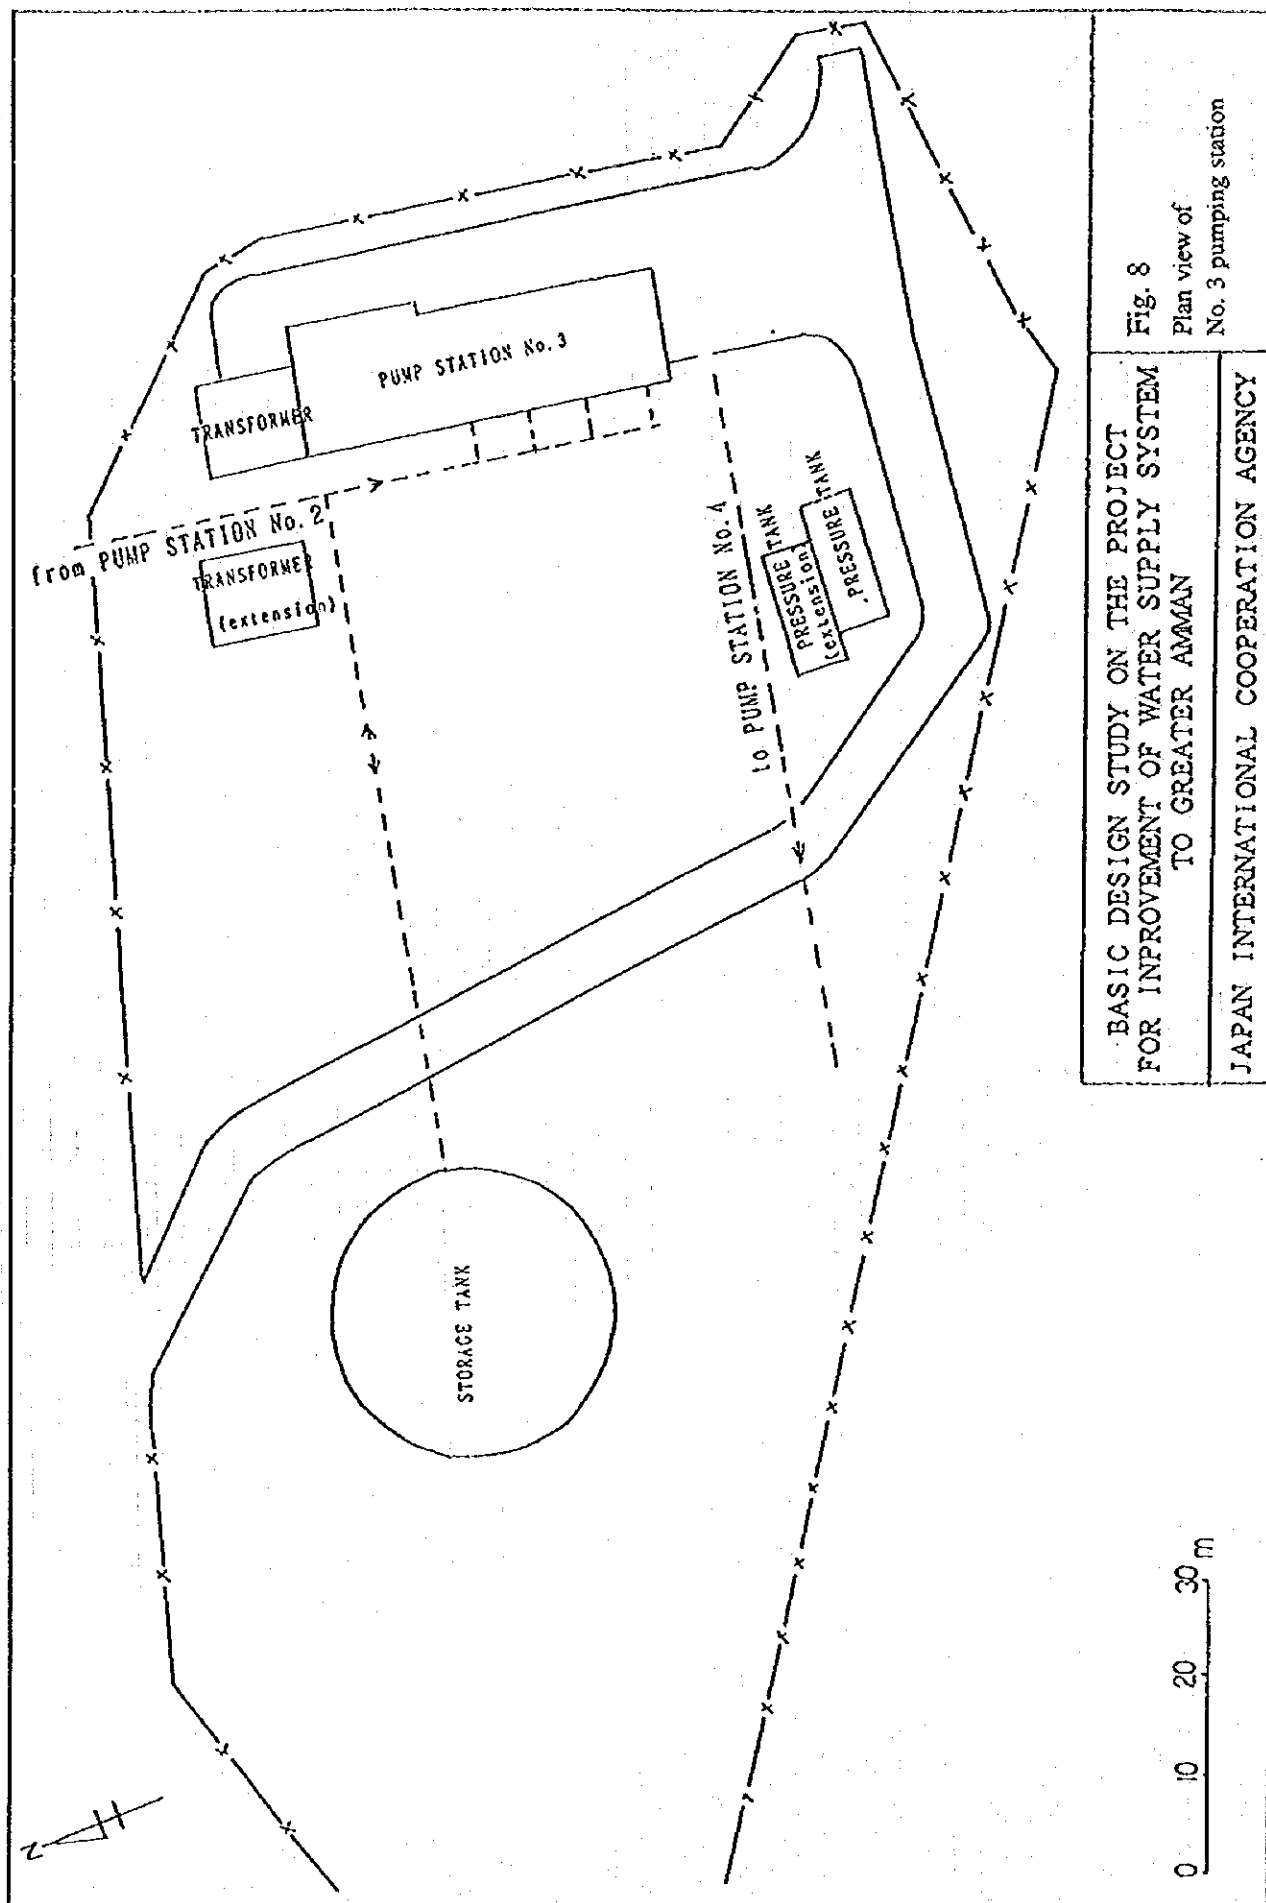 from PUMP STATION No.2
TRANSFORMER
PUMP STATION No.3
TRANSFORMER
(extension)
to PUMP STATION No.4
PRESSURE TANK
(extension)
PRESSURE TANK
STORAGE TANK
N
0 10 20 30 m
BASIC DESIGN STUDY ON THE PROJECT
FOR INPROVEMENT OF WATER SUPPLY SYSTEM
TO GREATER AMMAN
JAPAN INTERNATIONAL COOPERATION AGENCY
Fig. 8
Plan view of
No. 3 pumping station